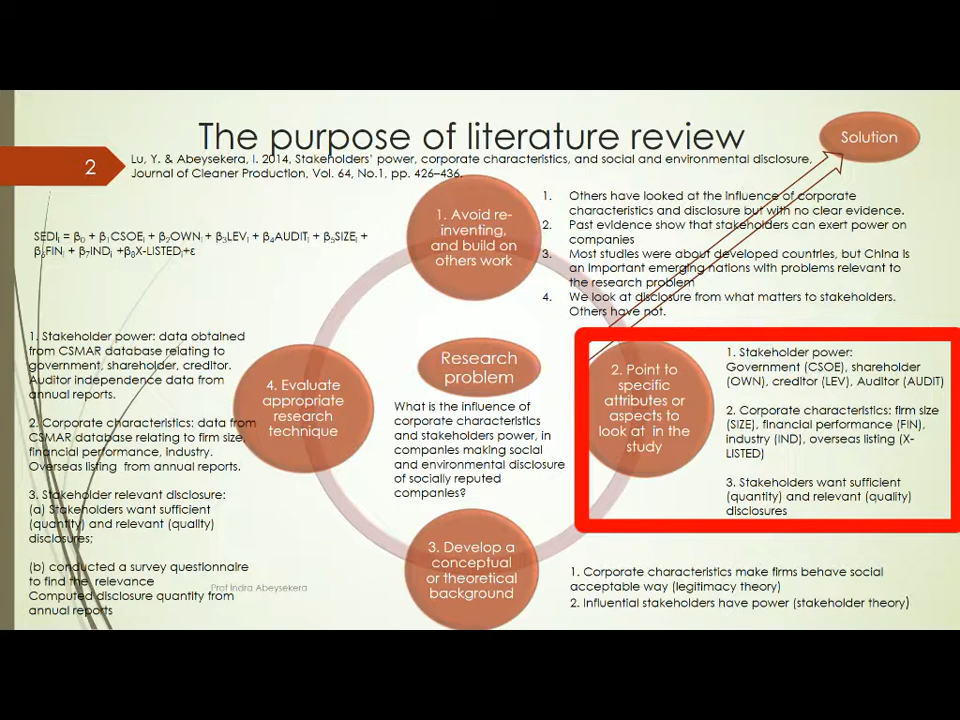 The purpose of literature review
2
Lu, Y. & Abeysekera, I. 2014, Stakeholders' power, corporate characteristics, and social and environmental disclosure,
Journal of Cleaner Production, Vol. 64, No.1, pp. 426–436.
Solution
SEDIi = β0 + β1CSOEi + β2OWNi + β3LEVi + β4AUDITi + β5SIZEi +
β6FINi + β7INDi +β8X-LISTEDi+ε
1. Avoid re-
inventing,
and build on
others work
1. Others have looked at the influence of corporate
characteristics and disclosure but with no clear evidence.
2. Past evidence show that stakeholders can exert power on
companies
3. Most studies were about developed countries, but China is
an important emerging nations with problems relevant to
the research problem
4. We look at disclosure from what matters to stakeholders.
Others have not.
Research
problem
What is the influence of
corporate characteristics
and stakeholders power, in
companies making social
and environmental disclosure
of socially reputed
companies?
2. Point to
specific
attributes or
aspects to
look at in the
study
1. Stakeholder power:
Government (CSOE), shareholder
(OWN), creditor (LEV), Auditor (AUDIT)
2. Corporate characteristics: firm size
(SIZE), financial performance (FIN),
industry (IND), overseas listing (X-
LISTED)
3. Stakeholders want sufficient
(quantity) and relevant (quality)
disclosures
3. Develop a
conceptual
or theoretical
background
1. Corporate characteristics make firms behave social
acceptable way (legitimacy theory)
2. Influential stakeholders have power (stakeholder theory)
4. Evaluate
appropriate
research
technique
1. Stakeholder power: data obtained
from CSMAR database relating to
government, shareholder, creditor.
Auditor independence data from
annual reports.
2. Corporate characteristics: data from
CSMAR database relating to firm size,
financial performance, industry.
Overseas listing from annual reports.
3. Stakeholder relevant disclosure:
(a) Stakeholders want sufficient
(quantity) and relevant (quality)
disclosures;
(b) conducted a survey questionnaire
to find the relevance
Computed disclosure quantity from
annual reports
Prof Indra Abeysekera